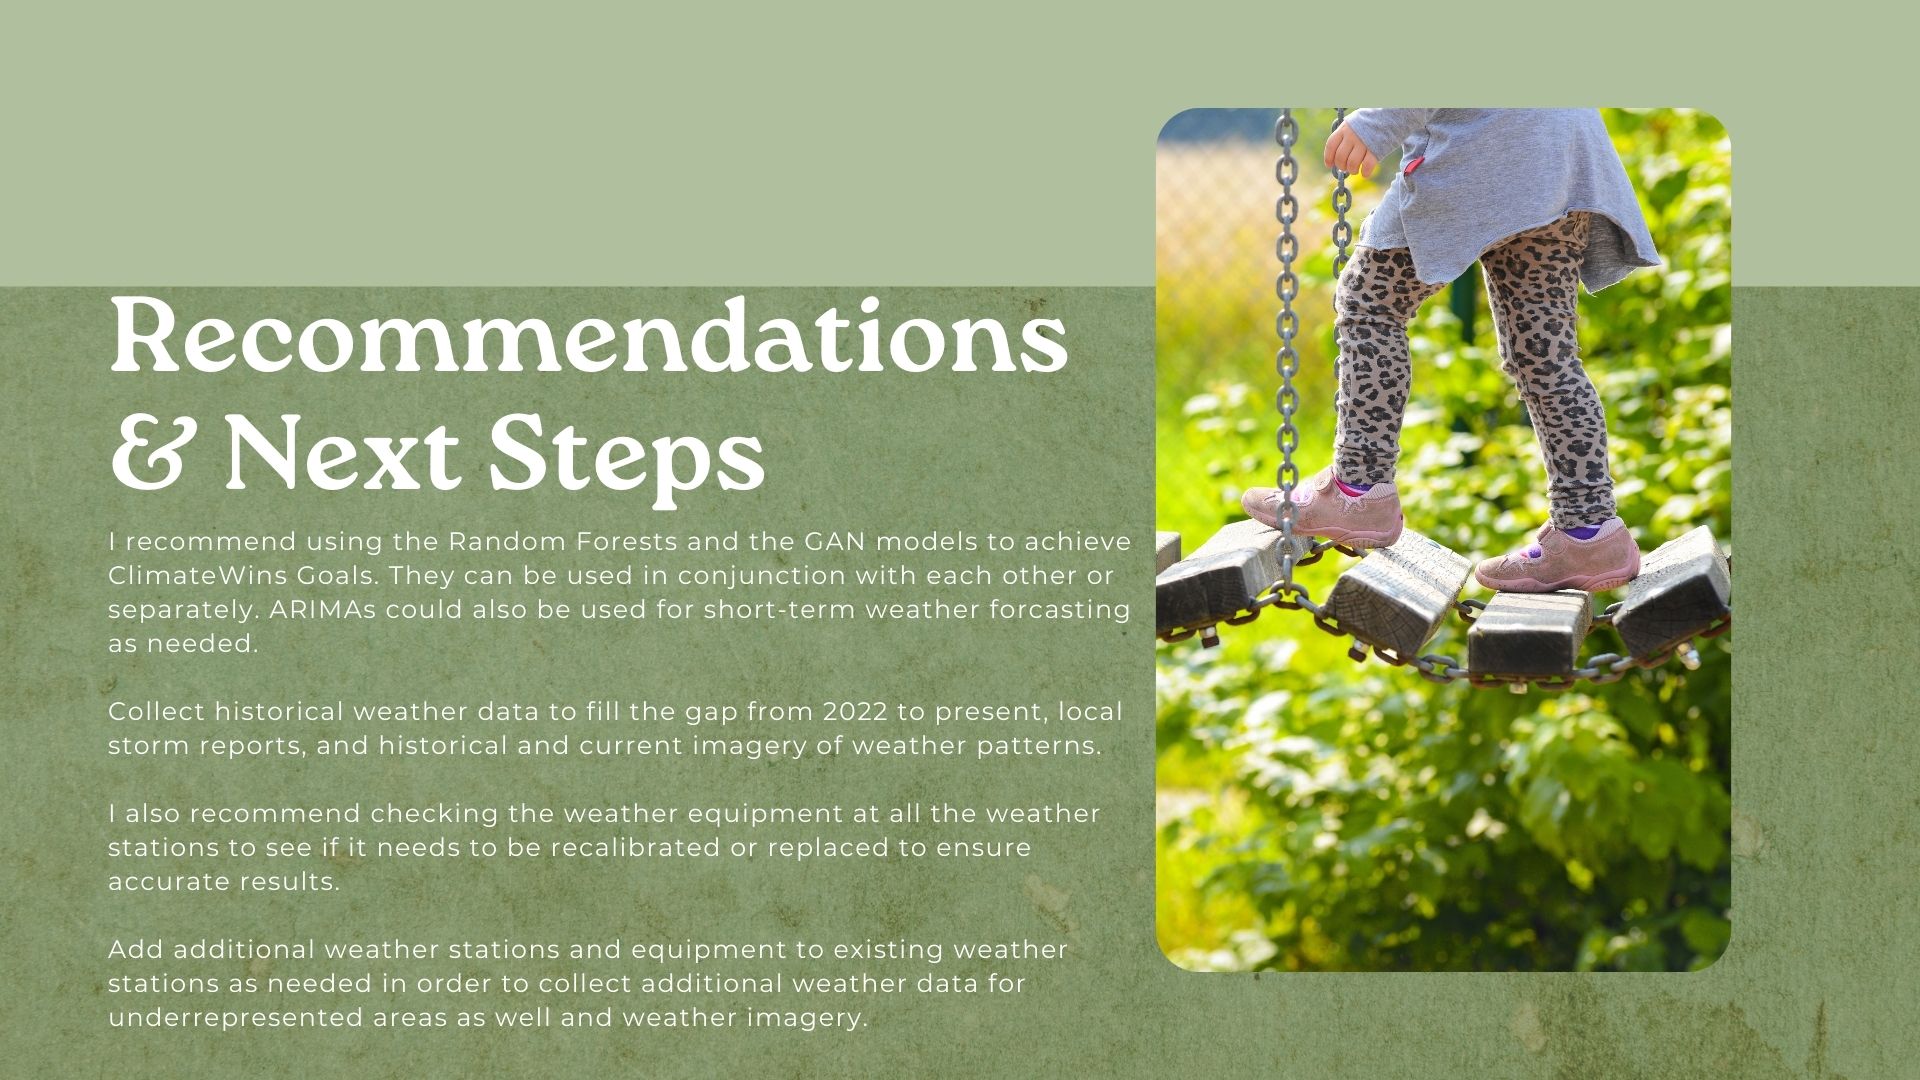 Recommendations
& Next Steps
I recommend using the Random Forests and the GAN models to achieve
ClimateWins Goals. They can be used in conjunction with each other or
separately. ARIMAs could also be used for short-term weather forcasting
as needed.
Collect historical weather data to fill the gap from 2022 to present, local
storm reports, and historical and current imagery of weather patterns.
I also recommend checking the weather equipment at all the weather
stations to see if it needs to be recalibrated or replaced to ensure
accurate results.
Add additional weather stations and equipment to existing weather
stations as needed in order to collect additional weather data for
underrepresented areas as well and weather imagery.